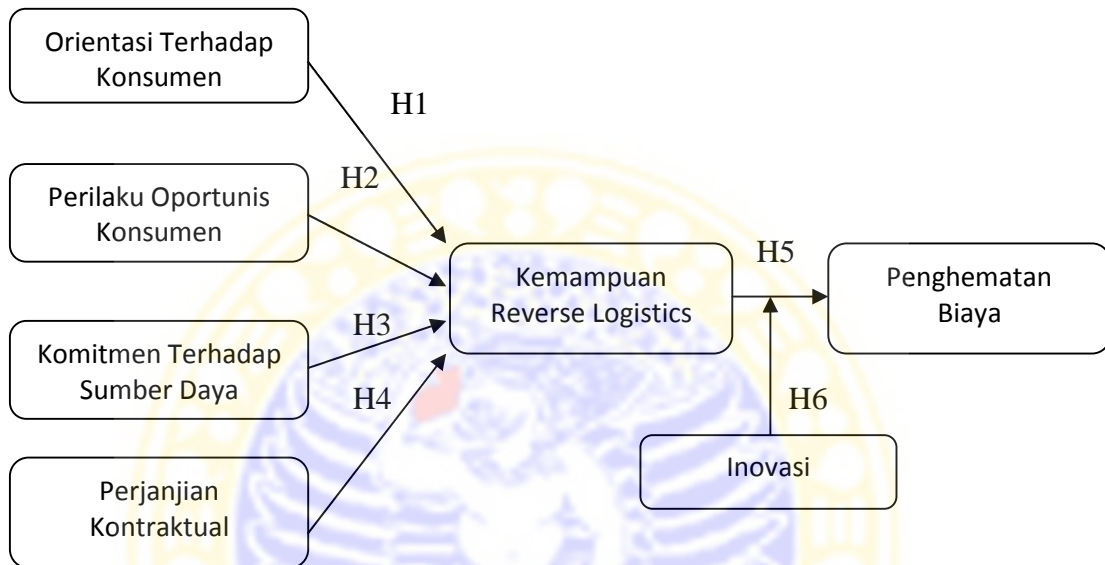 Orientasi Terhadap
Konsumen
H1
H2
Perilaku Oportunis
Konsumen
Kemampuan
Reverse Logistics
H5
Penghematan
Biaya
Komitmen Terhadap
Sumber Daya
H3
H4
H6
Inovasi
Perjanjian
Kontraktual